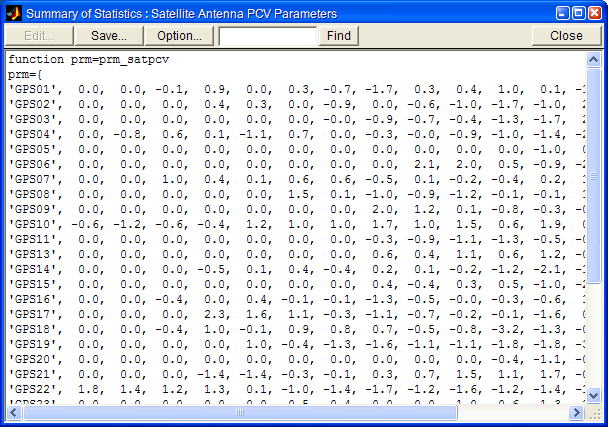 Summary of Statistics : Satellite Antenna PCV Parameters
Edit... Save... Option... Find Close
function prm=prm_satpcv
prm={
'GPS01', 0.0, 0.0, -0.1, 0.9, 0.0, 0.3, -0.7, -1.7, 0.3, 0.4, 1.0, 0.1,
'GPS02', 0.0, 0.0, 0.0, 0.4, 0.3, 0.0, -0.9, 0.0, -0.6, -1.0, -1.7, -1.0,
'GPS03', 0.0, 0.0, 0.0, 0.0, 0.0, 0.0, -0.0, -0.9, -0.7, -0.4, -1.3, -1.7,
'GPS04', -0.8, 0.6, 0.1, -1.1, 0.7, 0.0, -0.3, -0.0, -0.9, -1.0, -1.4,
'GPS05', 0.0, 0.0, 0.0, 0.0, 0.0, 0.0, 0.0, 0.0, 0.0, 0.0, 0.0, -1.0,
'GPS06', 0.0, 0.0, 0.0, 0.0, 0.0, 0.0, 0.0, 0.0, 2.1, 2.0, 0.5, -0.9,
'GPS07', 0.0, 0.0, 1.0, 0.4, 0.1, 0.6, 0.6, -0.5, 0.1, -0.2, -0.4, 0.2,
'GPS08', 0.0, 0.0, 0.0, 0.0, 0.0, 1.5, 0.1, -1.0, -0.9, -1.2, -0.1, -0.1,
'GPS09', 0.0, 0.0, 0.0, 0.0, 0.0, 0.0, 0.0, 2.0, 1.2, 0.1, -0.8, -0.3,
'GPS10', -0.6, -1.2, -0.6, -0.4, 1.2, 1.0, 1.0, 1.7, 1.0, 1.5, 0.6, 1.9,
'GPS11', 0.0, 0.0, 0.0, 0.0, 0.0, 0.0, 0.0, -0.3, -0.9, -1.1, -1.3, -0.5,
'GPS13', 0.0, 0.0, 0.0, 0.0, 0.0, 0.0, 0.0, 0.6, 0.4, 1.1, 0.6, 1.2,
'GPS14', 0.0, 0.0, 0.0, -0.5, 0.1, 0.4, -0.4, 0.2, 0.1, -0.2, -1.2, -2.1,
'GPS15', 0.0, 0.0, 0.0, 0.0, 0.0, 0.0, 0.0, 0.4, -0.4, 0.3, 0.5, -1.0,
'GPS16', 0.0, 0.0, -0.4, 0.0, 0.4, -0.1, -0.1, -1.3, -0.5, -0.0, -0.3, -0.6,
'GPS17', 0.0, 0.0, 0.0, 2.3, 1.6, 1.1, -0.3, -1.1, -0.7, -0.2, -0.1, -1.6,
'GPS18', 0.0, 0.0, -0.4, 1.0, -0.1, 0.9, 0.8, 0.7, -0.5, -0.8, -3.2, -1.3,
'GPS19', 0.0, 0.0, 0.0, 0.0, 1.0, -0.4, -1.3, -1.6, -1.1, -1.1, -1.8, -1.8,
'GPS20', 0.0, 0.0, 0.0, 0.0, 0.0, 0.0, 0.0, 0.0, 0.0, 0.0, -0.4, -1.1,
'GPS21', 0.0, 0.0, 0.0, -1.4, -1.4, -0.3, -0.1, 0.3, 0.7, 1.5, 1.1, 1.7,
'GPS22', 1.8, 1.4, 1.2, 1.3, 0.1, -1.0, -1.4, -1.7, -1.2, -1.6, -1.2, -1.4,